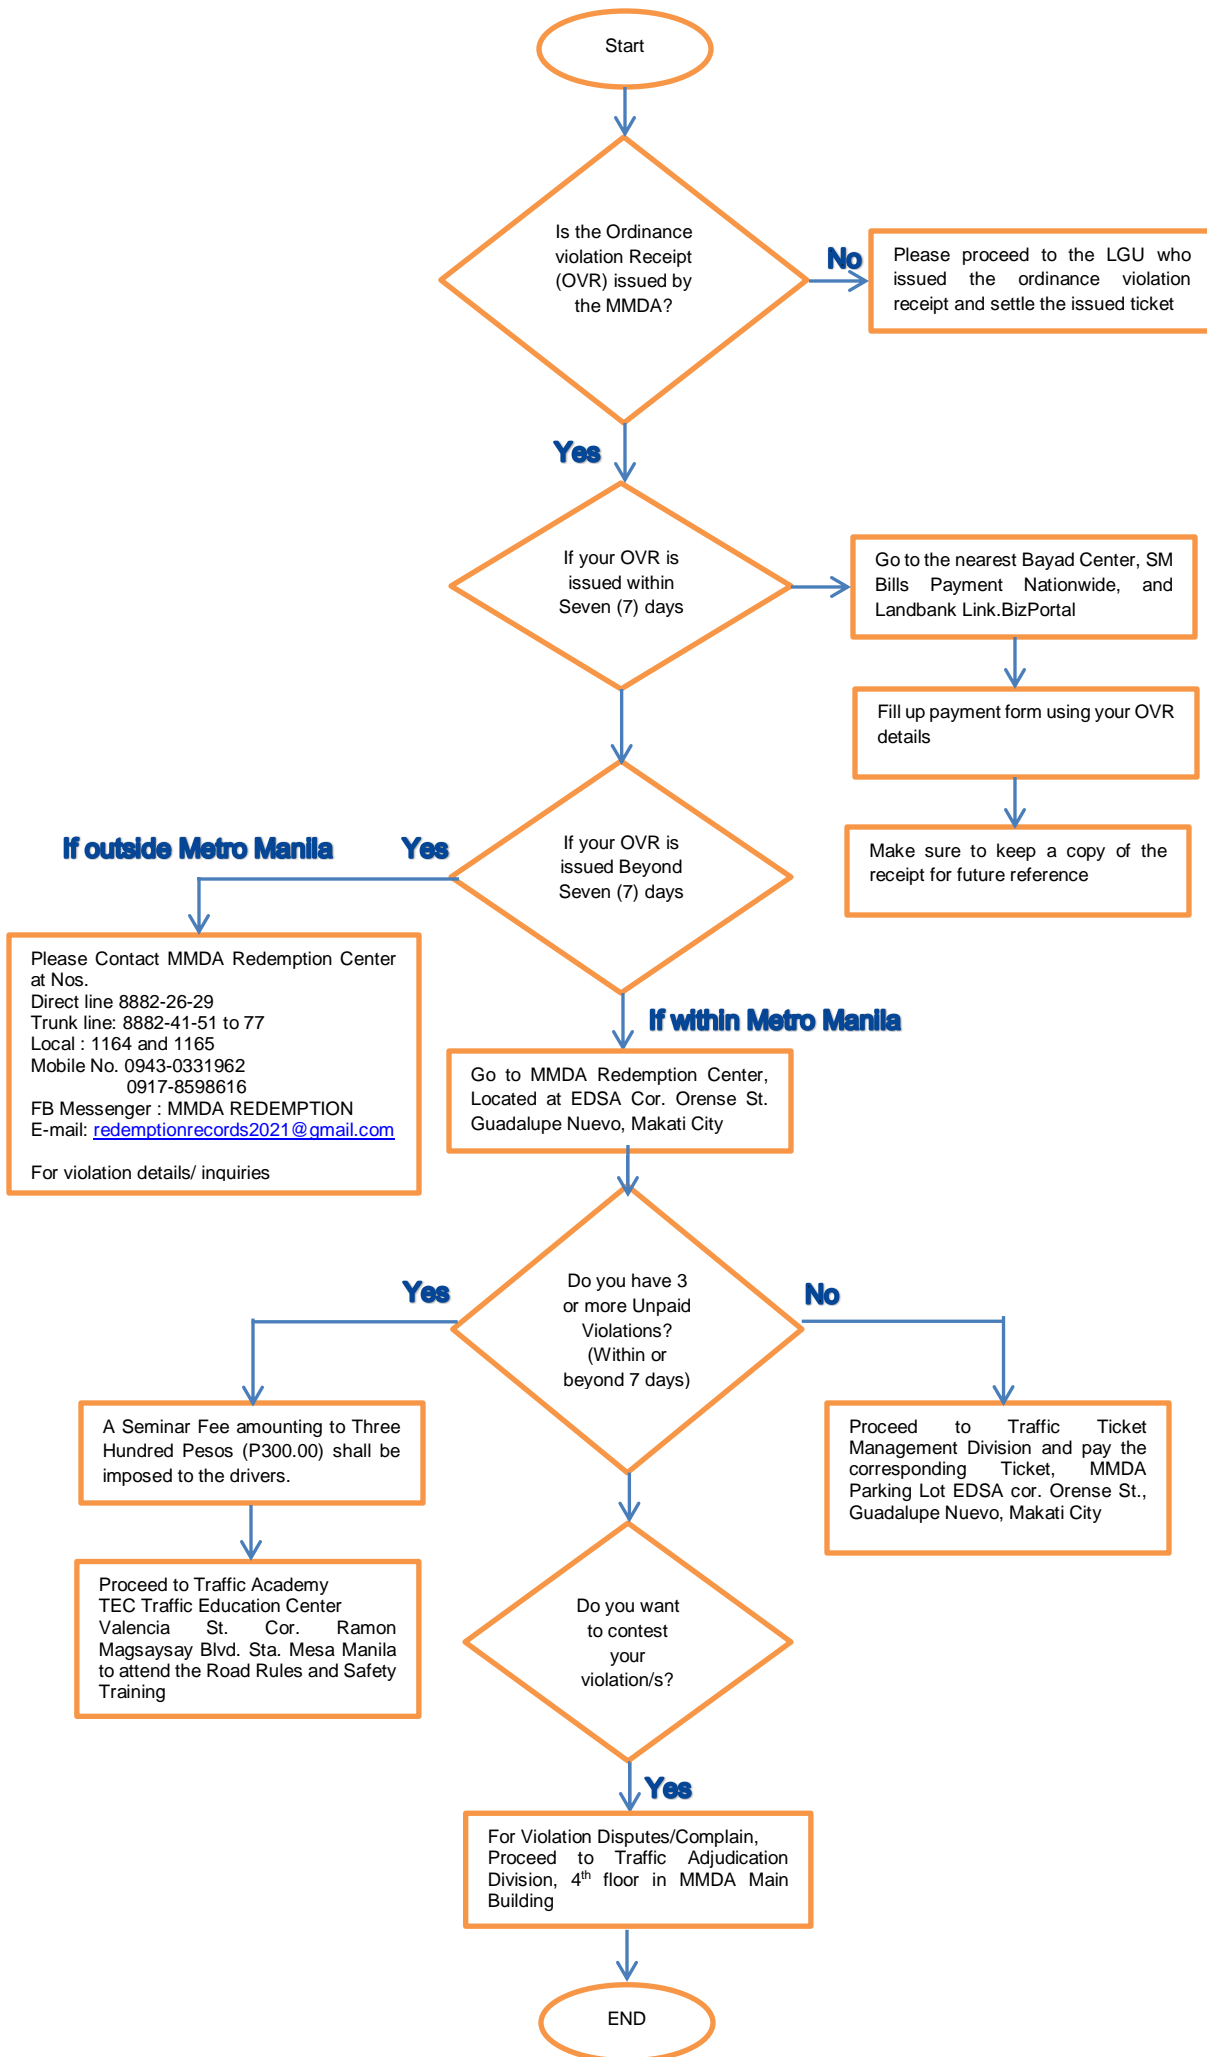 Start
Is the Ordinance
violation Receipt
(OVR) issued by
the MMDA?
No
Please proceed to the LGU who
issued the ordinance violation
receipt and settle the issued ticket
Yes
If your OVR is
issued within
Seven (7) days
Go to the nearest Bayad Center, SM
Bills Payment Nationwide, and
Landbank Link.BizPortal
Fill up payment form using your OVR
details
Make sure to keep a copy of the
receipt for future reference
If your OVR is
issued Beyond
Seven (7) days
If outside Metro Manila
Yes
Please Contact MMDA Redemption Center
at Nos.
Direct line 8882-26-29
Trunk line: 8882-41-51 to 77
Local : 1164 and 1165
Mobile No. 0943-0331962
0917-8598616
FB Messenger : MMDA REDEMPTION
E-mail: redemptionrecords2021@gmail.com
For violation details/ inquiries
If within Metro Manila
Go to MMDA Redemption Center,
Located at EDSA Cor. Orense St.
Guadalupe Nuevo, Makati City
Do you have 3
or more Unpaid
Violations?
(Within or
beyond 7 days)
Yes
No
A Seminar Fee amounting to Three
Hundred Pesos (P300.00) shall be
imposed to the drivers.
Proceed to Traffic Academy
TEC Traffic Education Center
Valencia St. Cor. Ramon
Magsaysay Blvd. Sta. Mesa Manila
to attend the Road Rules and Safety
Training
Proceed to Traffic Ticket
Management Division and pay the
corresponding Ticket, MMDA
Parking Lot EDSA cor. Orense St.,
Guadalupe Nuevo, Makati City
Do you want
to contest
your
violation/s?
Yes
For Violation Disputes/Complain,
Proceed to Traffic Adjudication
Division, 4th floor in MMDA Main
Building
END